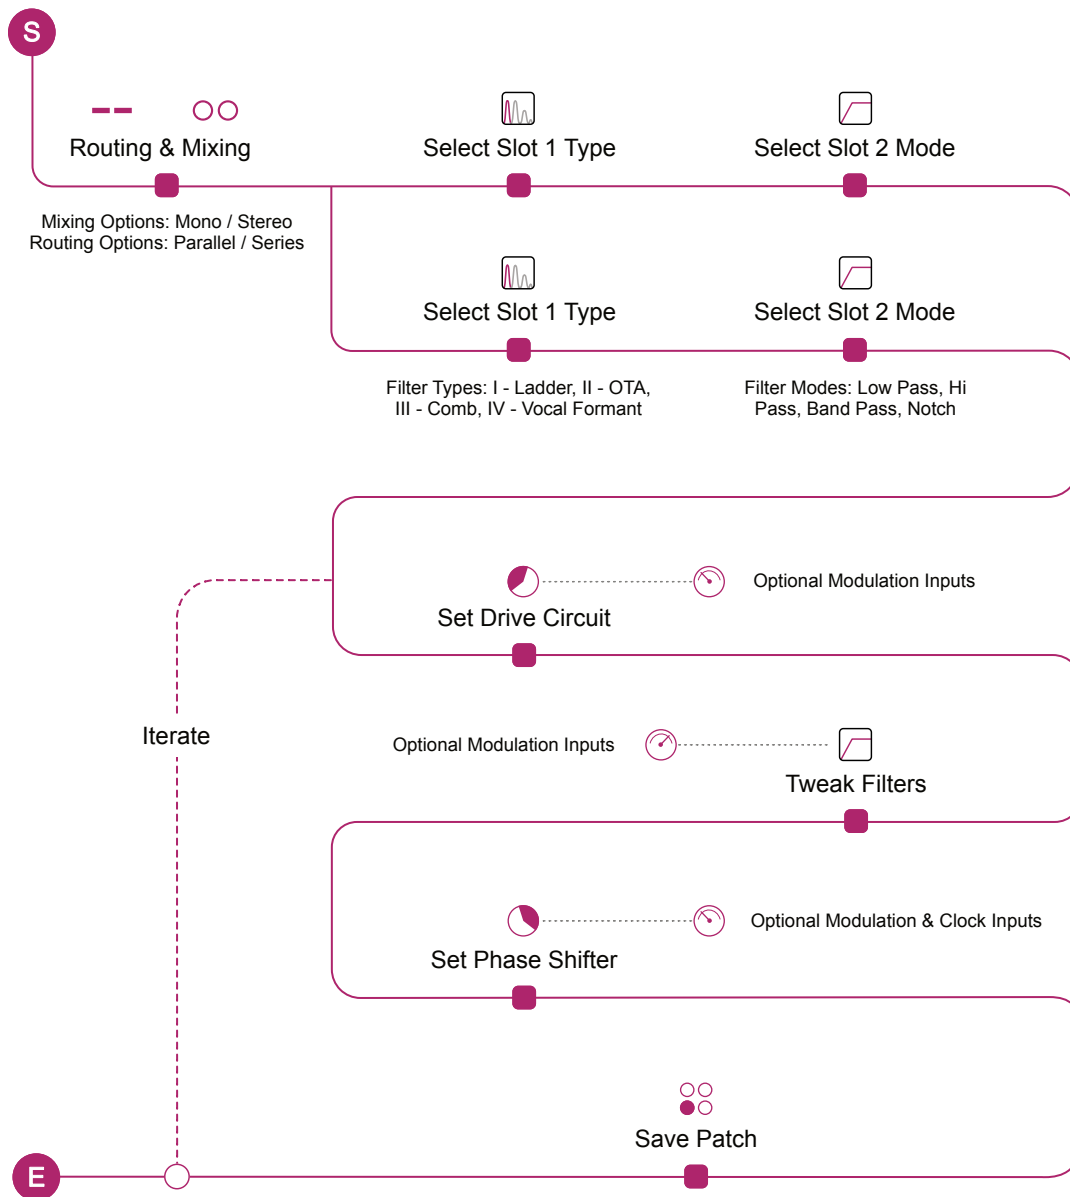 S
Routing & Mixing
Select Slot 1 Type
Select Slot 2 Mode
Mixing Options: Mono / Stereo
Routing Options: Parallel / Series
Select Slot 1 Type
Select Slot 2 Mode
Filter Types: I - Ladder, II - OTA,
III - Comb, IV - Vocal Formant
Filter Modes: Low Pass, Hi
Pass, Band Pass, Notch
Optional Modulation Inputs
Set Drive Circuit
Iterate
Optional Modulation Inputs
Tweak Filters
Optional Modulation & Clock Inputs
Set Phase Shifter
Save Patch
E